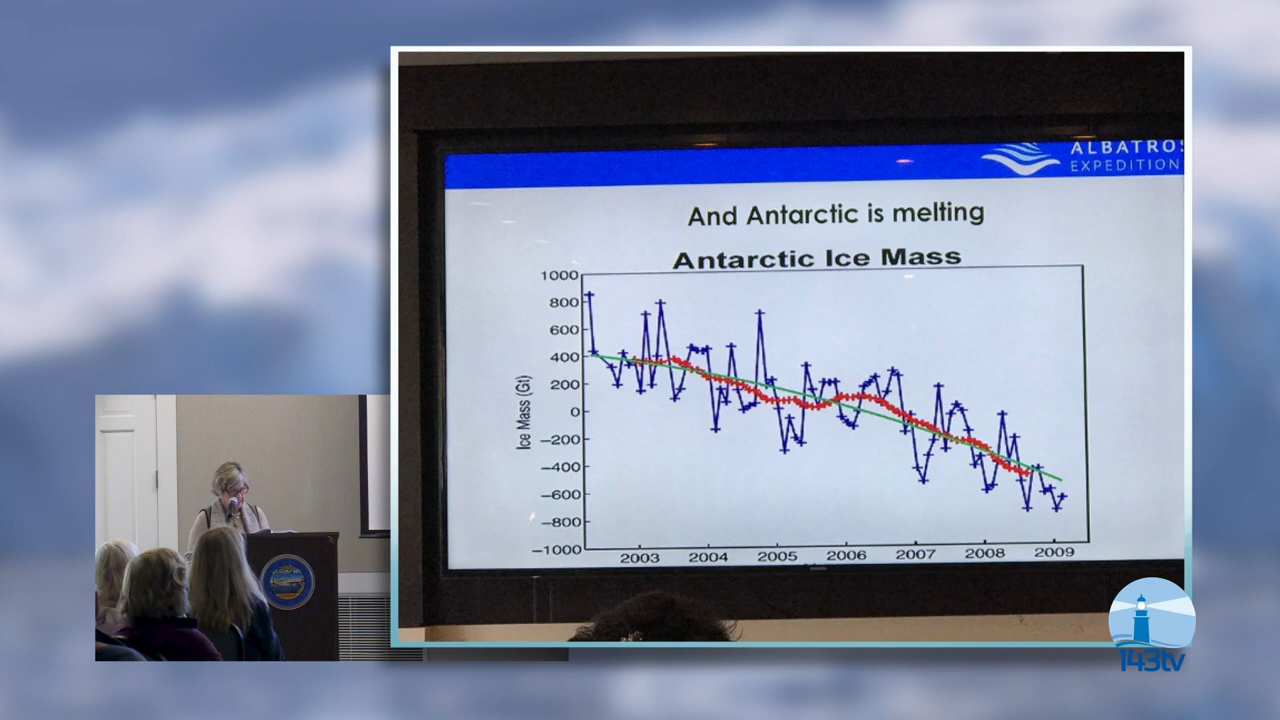 ALBATROS
EXPEDITION
And Antarctic is melting
Antarctic Ice Mass
1000
800
600
400
200
0
−200
−400
−600
−800
−1000
Ice Mass (Gt)
2003 2004 2005 2006 2007 2008 2009
143tv